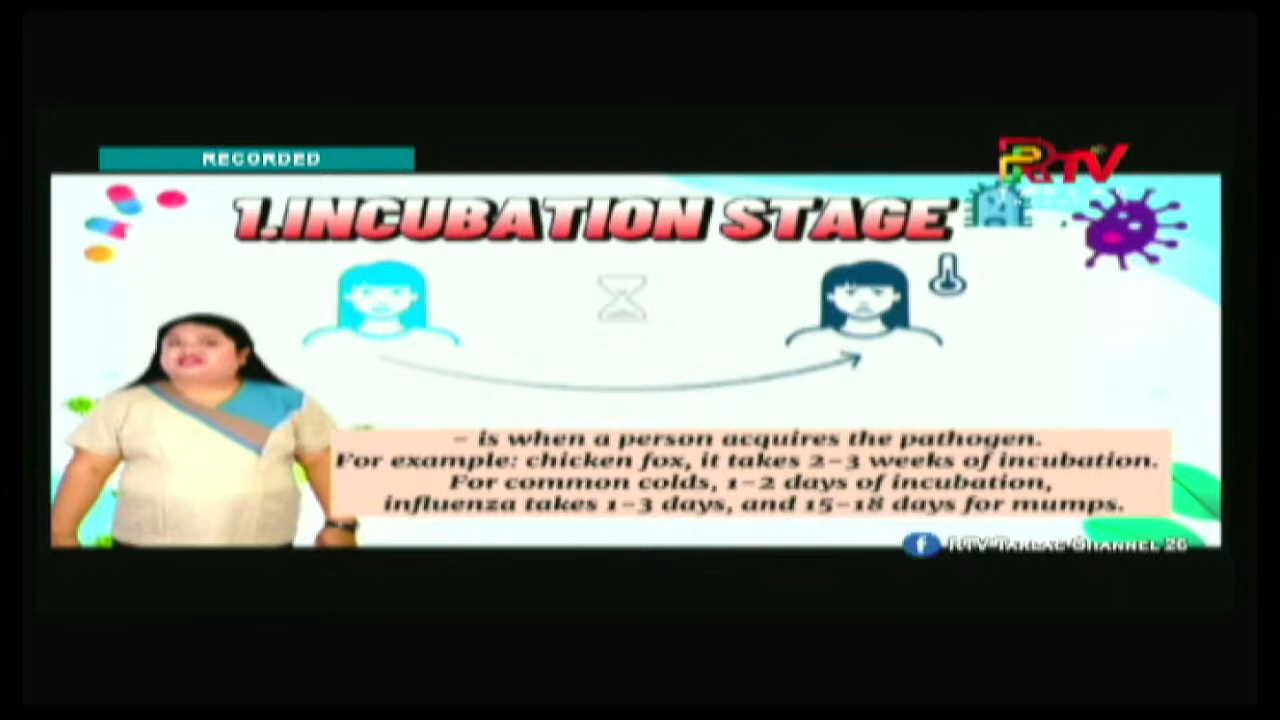 RECORDED
RTV
1.INCUBATION STAGE
– is when a person acquires the pathogen.
For example: chicken fox, it takes 2–3 weeks of incubation.
For common colds, 1–2 days of incubation,
influenza takes 1–3 days, and 15–18 days for mumps.
RTV TARLAC CHANNEL 26